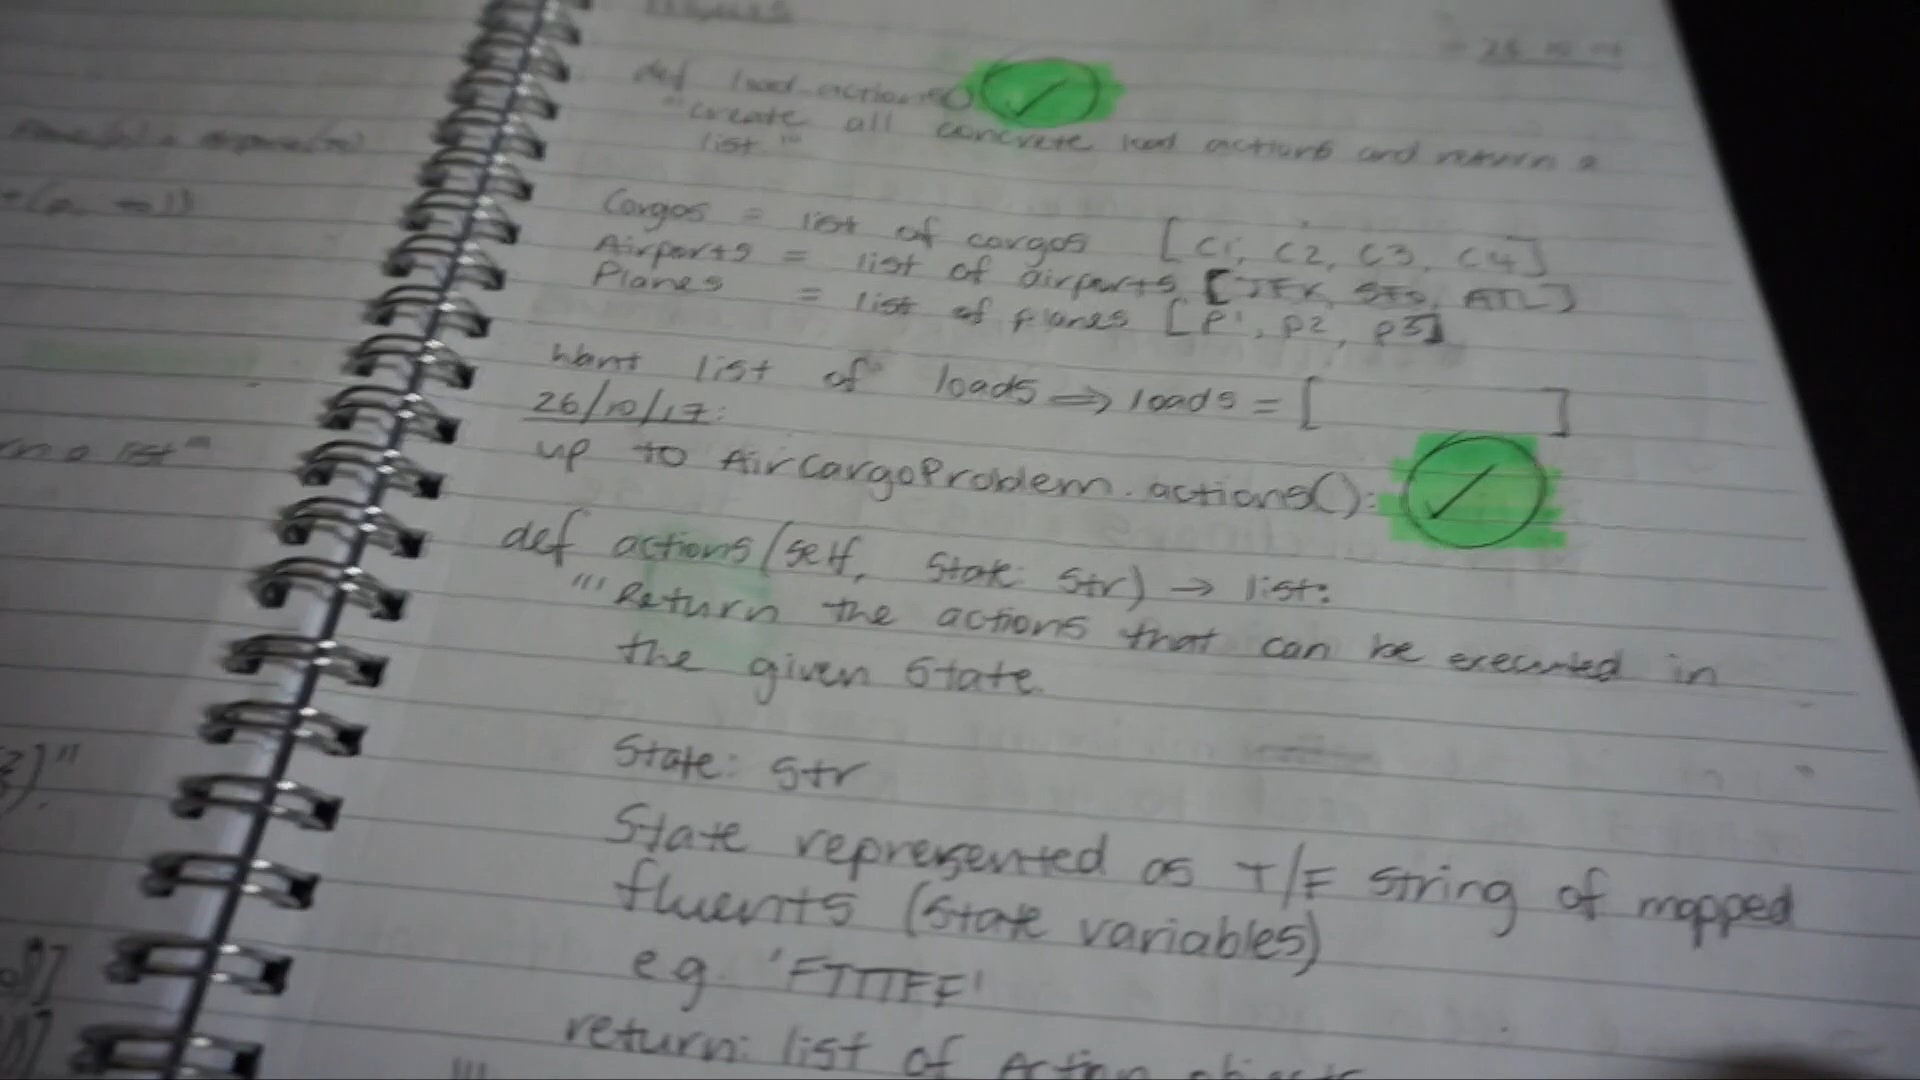 def load_actions()
"""create all concrete load actions and return a
list."""
Cargos = list of cargos [C1, C2, C3, C4]
Airports = list of airports [JFK, SFO, ATL]
Planes = list of planes [P1, P2, P3]
Want list of loads ⇒ loads = [ ]
26/10/17:
up to AirCargoProblem.actions():
def actions(self, state: str) → list:
"""Return the actions that can be executed in
the given state.
State: str
State represented as T/F string of mapped
fluents (state variables)
e.g. 'FTTTFF'
return: list of Action objects
"""